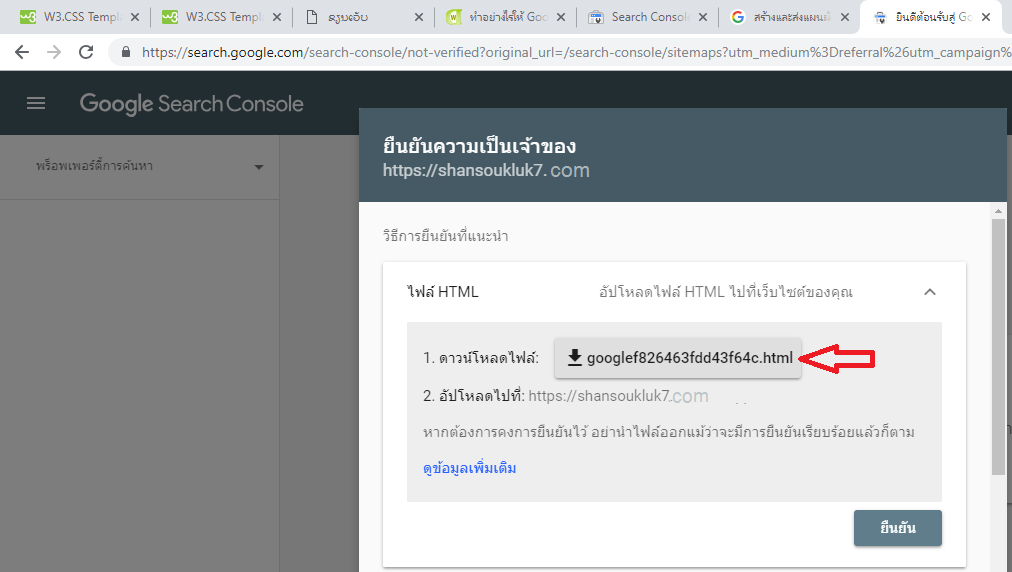 W3.CSS Templa
W3.CSS Templ
ຊຽບເອັບ
ทำอย่างไรให้ Goo
Search Consol
สร้างและส่งแผนผั
ยินดีต้อนรับสู่ Go
https://search.google.com/search-console/not-verified?original_url=/search-console/sitemaps?utm_medium%3Dreferral%26utm_campaign%
Google Search Console
พร็อพเพอร์ตี้การค้นหา
ยืนยันความเป็นเจ้าของ
https://shansoukluk7.com
วิธีการยืนยันที่แนะนำ
ไฟล์ HTML
อัปโหลดไฟล์ HTML ไปที่เว็บไซต์ของคุณ
1. ดาวน์โหลดไฟล์: googlef826463fdd43f64c.html
2. อัปโหลดไปที่: https://shansoukluk7.com
หากต้องการคงการยืนยันไว้ อย่านำไฟล์ออกแม้ว่าจะมีการยืนยันเรียบร้อยแล้วก็ตาม
ดูข้อมูลเพิ่มเติม
ยืนยัน